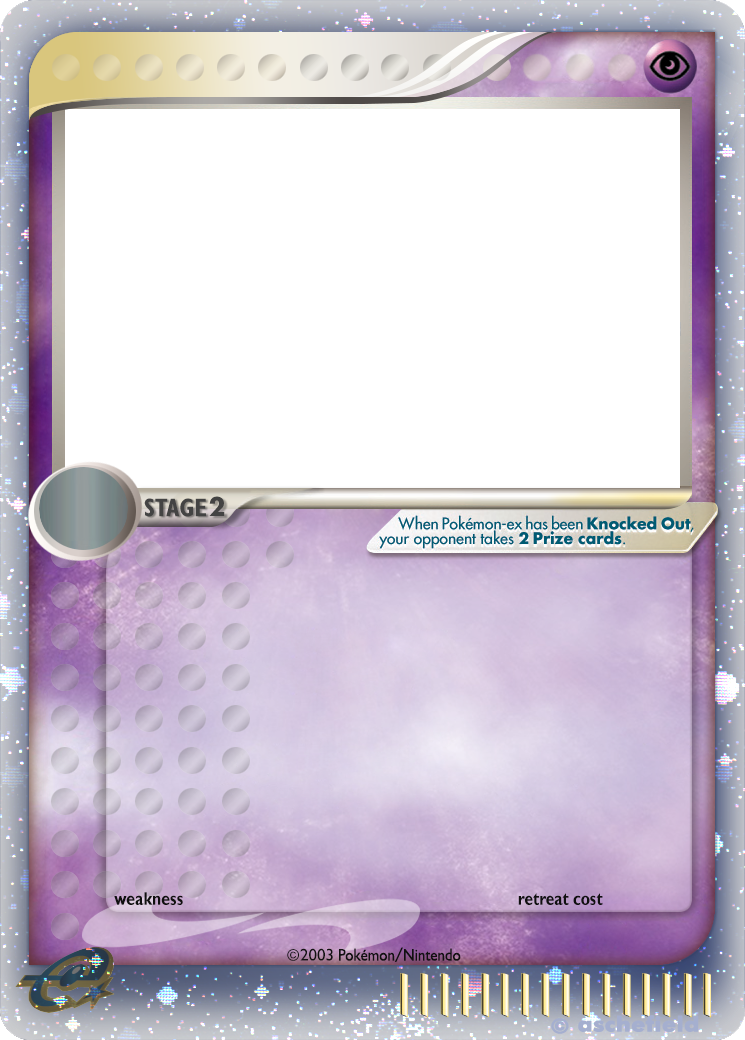 STAGE 2
When Pokémon-ex has been Knocked Out,
your opponent takes 2 Prize cards.
weakness
retreat cost
©2003 Pokémon/Nintendo
© aschefield